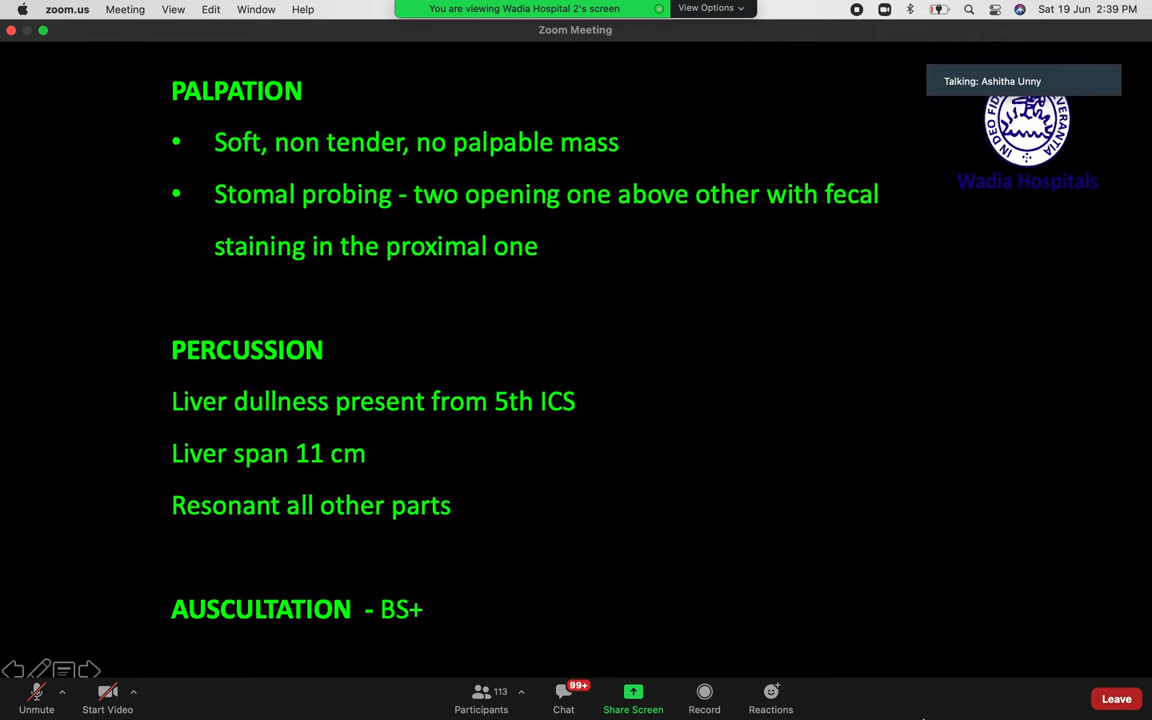 zoom.us Meeting View Edit Window Help
You are viewing Wadia Hospital 2's screen
View Options
Sat 19 Jun 2:39 PM
Zoom Meeting
Talking: Ashitha Unny
IN DEO FID VERANTIA
Wadia Hospitals
PALPATION
• Soft, non tender, no palpable mass
• Stomal probing - two opening one above other with fecal
staining in the proximal one
PERCUSSION
Liver dullness present from 5th ICS
Liver span 11 cm
Resonant all other parts
AUSCULTATION - BS+
113
99+
Unmute Start Video Participants Chat Share Screen Record Reactions
Leave